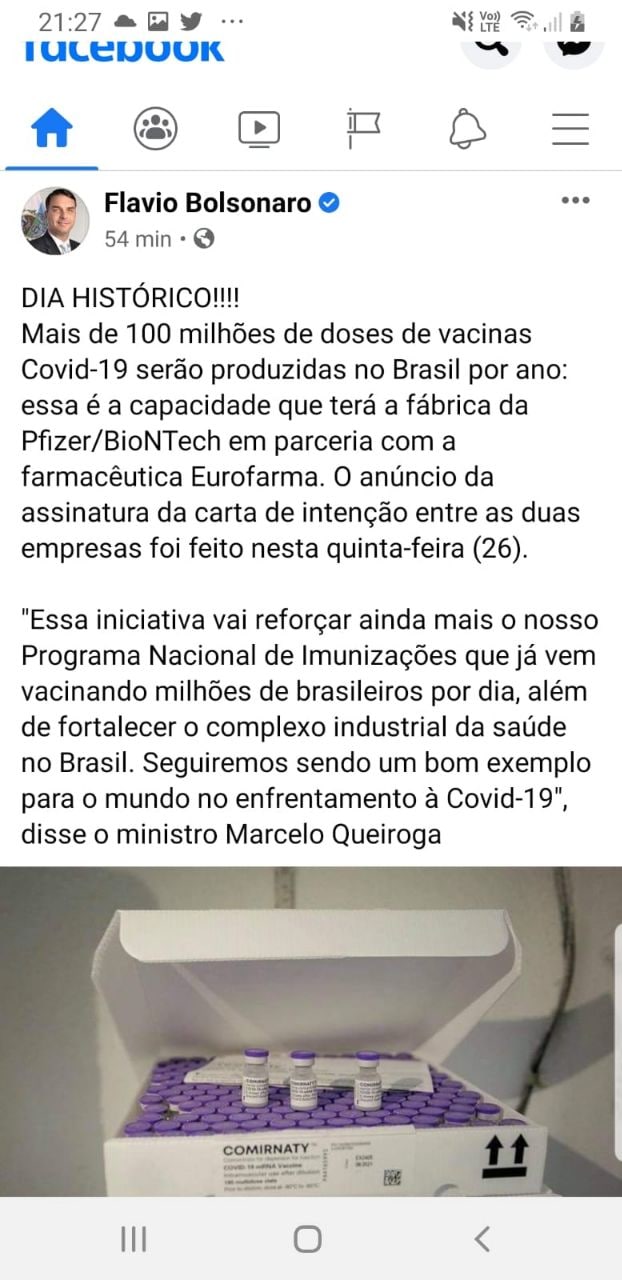 21:27
Vo))
LTE
facebook
Flavio Bolsonaro
54 min •
DIA HISTÓRICO!!!!
Mais de 100 milhões de doses de vacinas
Covid-19 serão produzidas no Brasil por ano:
essa é a capacidade que terá a fábrica da
Pfizer/BioNTech em parceria com a
farmacêutica Eurofarma. O anúncio da
assinatura da carta de intenção entre as duas
empresas foi feito nesta quinta-feira (26).
"Essa iniciativa vai reforçar ainda mais o nosso
Programa Nacional de Imunizações que já vem
vacinando milhões de brasileiros por dia, além
de fortalecer o complexo industrial da saúde
no Brasil. Seguiremos sendo um bom exemplo
para o mundo no enfrentamento à Covid-19",
disse o ministro Marcelo Queiroga
COMIRNATY
COVID-19 mRNA Vaccine